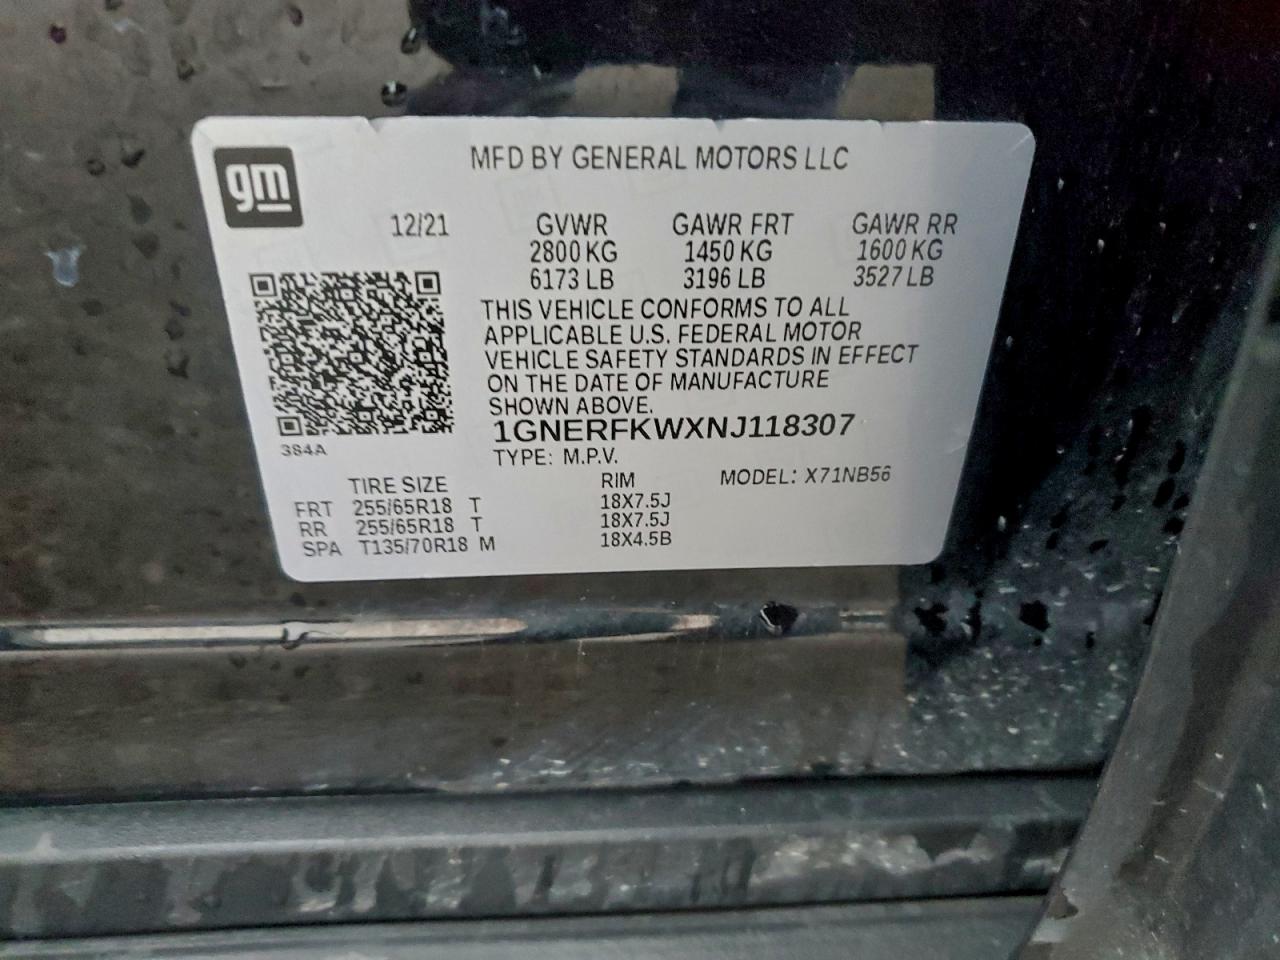 gm
MFD BY GENERAL MOTORS LLC
12/21 GVWR GAWR FRT GAWR RR
2800 KG 1450 KG 1600 KG
6173 LB 3196 LB 3527 LB
THIS VEHICLE CONFORMS TO ALL
APPLICABLE U.S. FEDERAL MOTOR
VEHICLE SAFETY STANDARDS IN EFFECT
ON THE DATE OF MANUFACTURE
SHOWN ABOVE.
1GNERFKWXNJ118307
384A
TYPE: M.P.V.
TIRE SIZE RIM MODEL: X71NB56
FRT 255/65R18 T 18X7.5J
RR 255/65R18 T 18X7.5J
SPA T135/70R18 M 18X4.5B